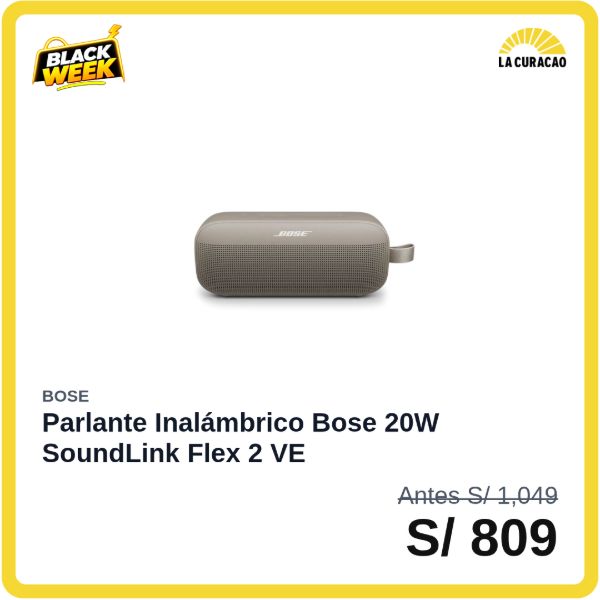 BLACK
WEEK
LA CURACAO
BOSE
BOSE
Parlante Inalámbrico Bose 20W
SoundLink Flex 2 VE
Antes S/ 1,049
S/ 809